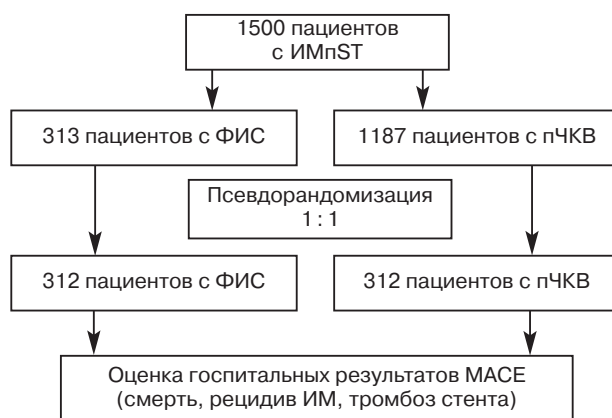 1500 пациентов
с ИМпST
313 пациентов с ФИС
1187 пациентов с пЧКВ
Псевдорандомизация
1 : 1
312 пациентов с ФИС
312 пациентов с пЧКВ
Оценка госпитальных результатов MACE
(смерть, рецидив ИМ, тромбоз стента)